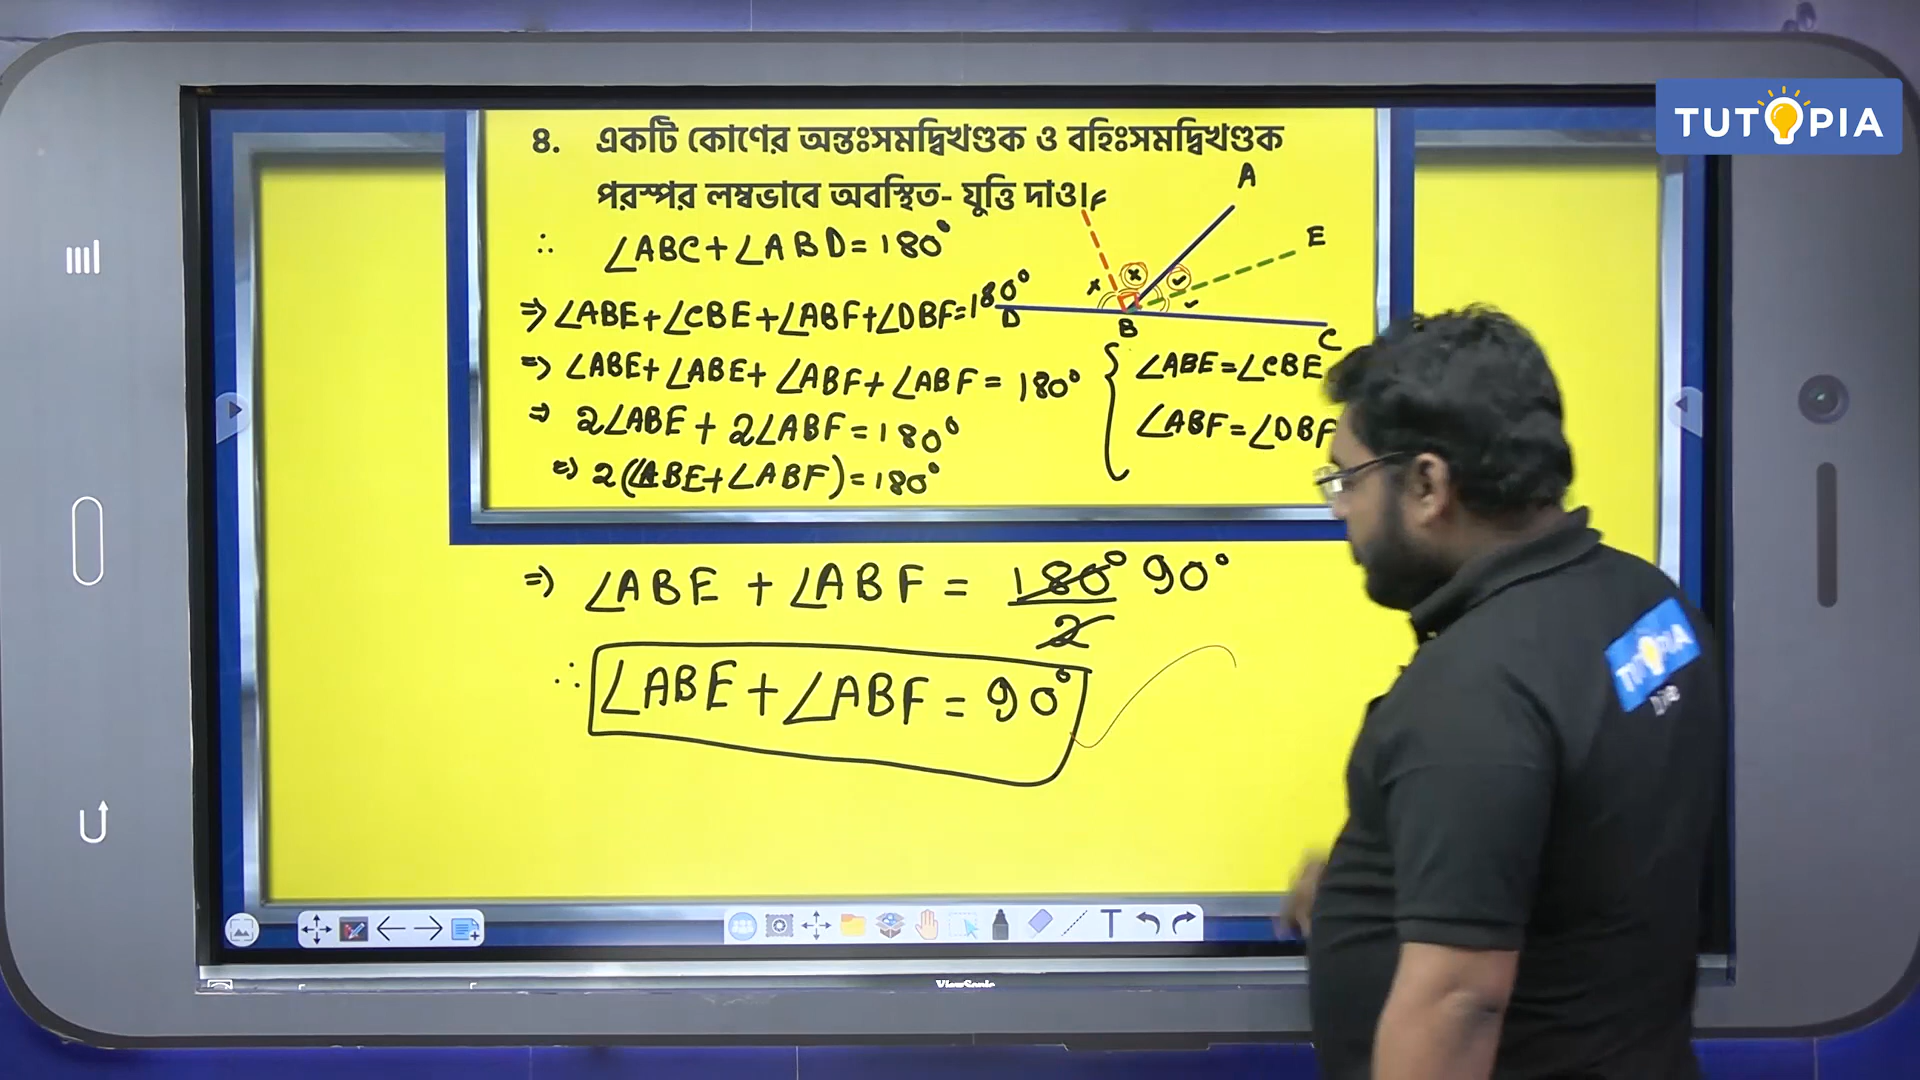 TUTOPIA
8. একটি কোণের অন্তঃসমদ্বিখণ্ডক ও বহিঃসমদ্বিখণ্ডক
পরস্পর লম্বভাবে অবস্থিত- যুক্তি দাও।
F
A
E
D
B
C
∴ ∠ABC+∠ABD=180°
⇒ ∠ABE+∠CBE+∠ABF+∠DBF=180°
⇒ ∠ABE+∠ABE+∠ABF+∠ABF=180°
⇒ 2∠ABE+2∠ABF=180°
⇒ 2(∠ABE+∠ABF)=180°
{ ∠ABE=∠CBE
∠ABF=∠DBF
⇒ ∠ABE+∠ABF=180°/2 90°
∴ ∠ABE+∠ABF=90°
TUTOPIA
ViewSonic